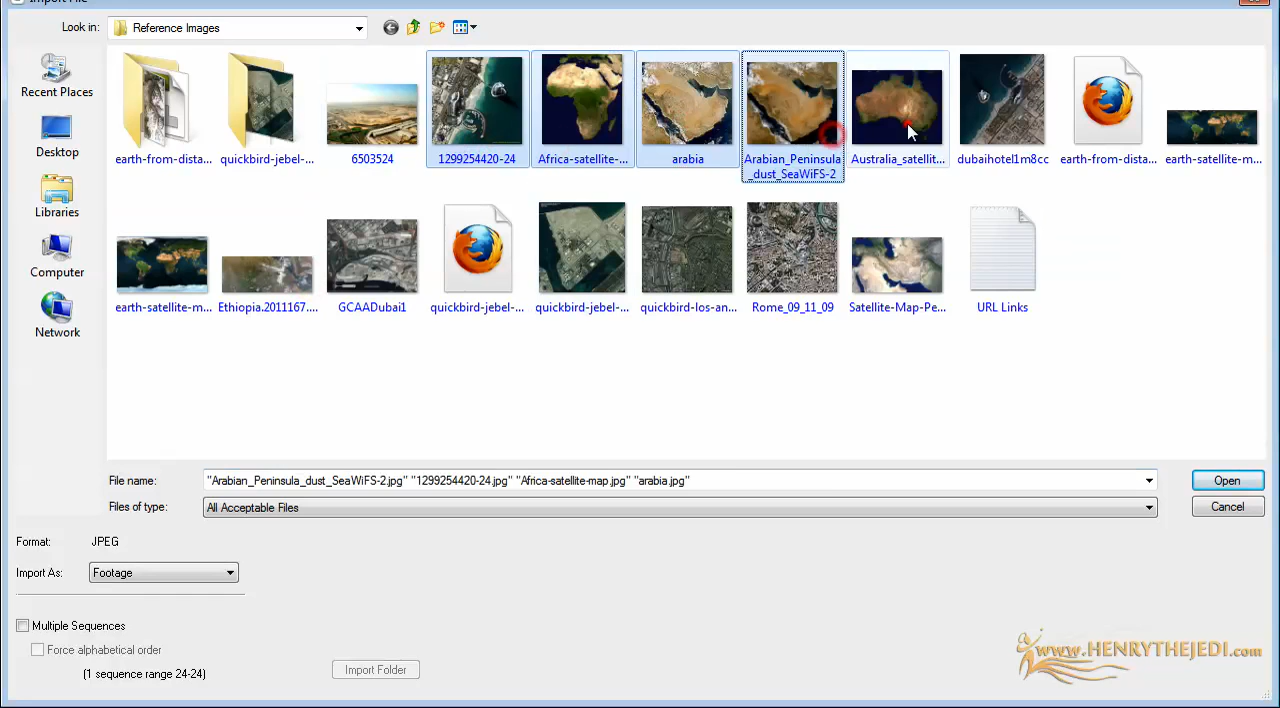 Import File
Look in:
Reference Images
Recent Places
Desktop
Libraries
Computer
Network
earth-from-dista...
quickbird-jebel-...
6503524
1299254420-24
Africa-satellite-...
arabia
Arabian_Peninsula
_dust_SeaWiFS-2
Australia_satellit...
dubaihotel1m8cc
earth-from-dista...
earth-satellite-m...
earth-satellite-m...
Ethiopia.2011167....
GCAADubai1
quickbird-jebel-...
quickbird-jebel-...
quickbird-los-an...
Rome_09_11_09
Satellite-Map-Pe...
URL Links
File name:
"Arabian_Peninsula_dust_SeaWiFS-2.jpg" "1299254420-24.jpg" "Africa-satellite-map.jpg" "arabia.jpg"
Open
Files of type:
All Acceptable Files
Cancel
Format:
JPEG
Import As:
Footage
Multiple Sequences
Force alphabetical order
(1 sequence range 24-24)
Import Folder
www.HENRYTHEJEDI.com